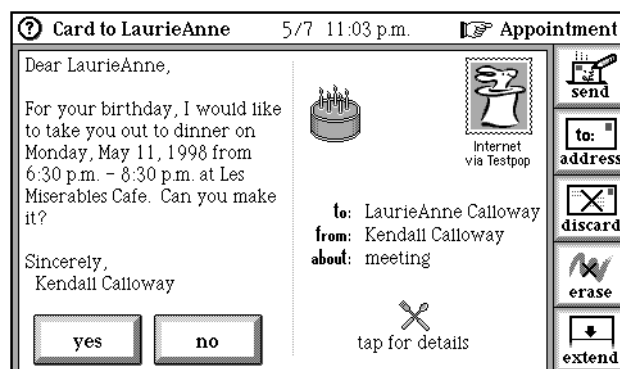 ? Card to LaurieAnne 5/7 11:03 p.m. Appointment
Dear LaurieAnne,
For your birthday, I would like
to take you out to dinner on
Monday, May 11, 1998 from
6:30 p.m. – 8:30 p.m. at Les
Miserables Cafe. Can you make
it?
Sincerely,
Kendall Calloway
yes no
Internet
via Testpop
to: LaurieAnne Calloway
from: Kendall Calloway
about: meeting
tap for details
send
to:
address
discard
erase
extend